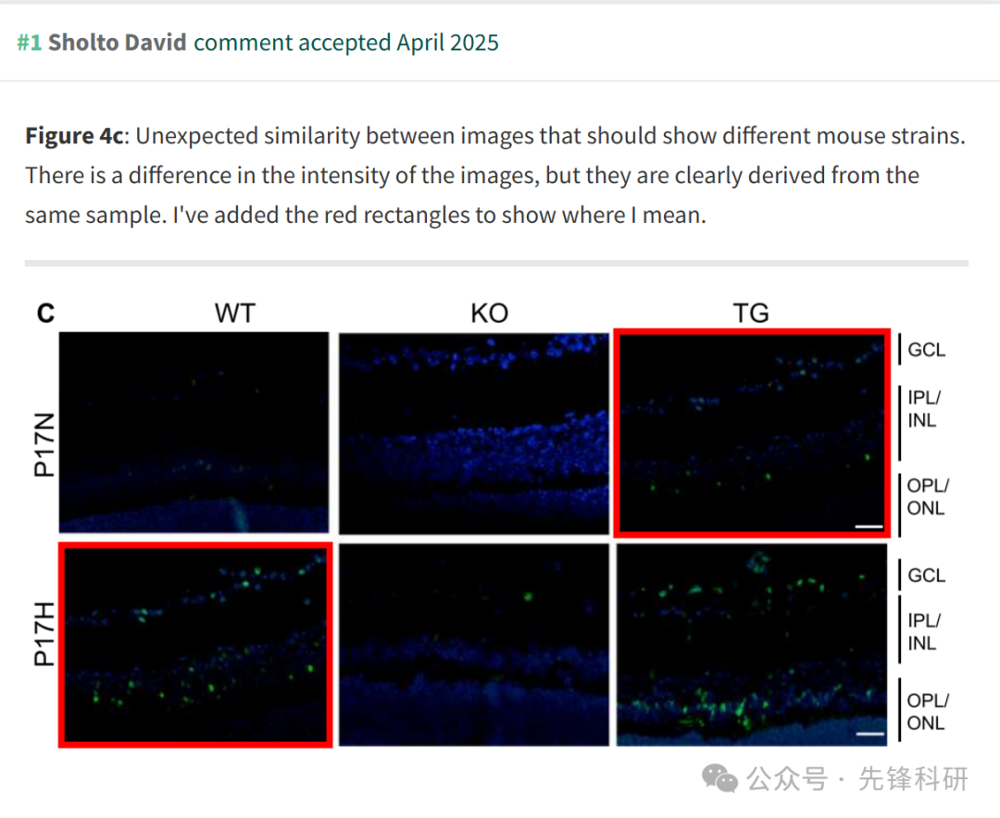 #1 Sholto David comment accepted April 2025
Figure 4c: Unexpected similarity between images that should show different mouse strains.
There is a difference in the intensity of the images, but they are clearly derived from the
same sample. I've added the red rectangles to show where I mean.
C WT KO TG
P17N
GCL
IPL/
INL
OPL/
ONL
P17H
GCL
IPL/
INL
OPL/
ONL
公众号 · 先锋科研